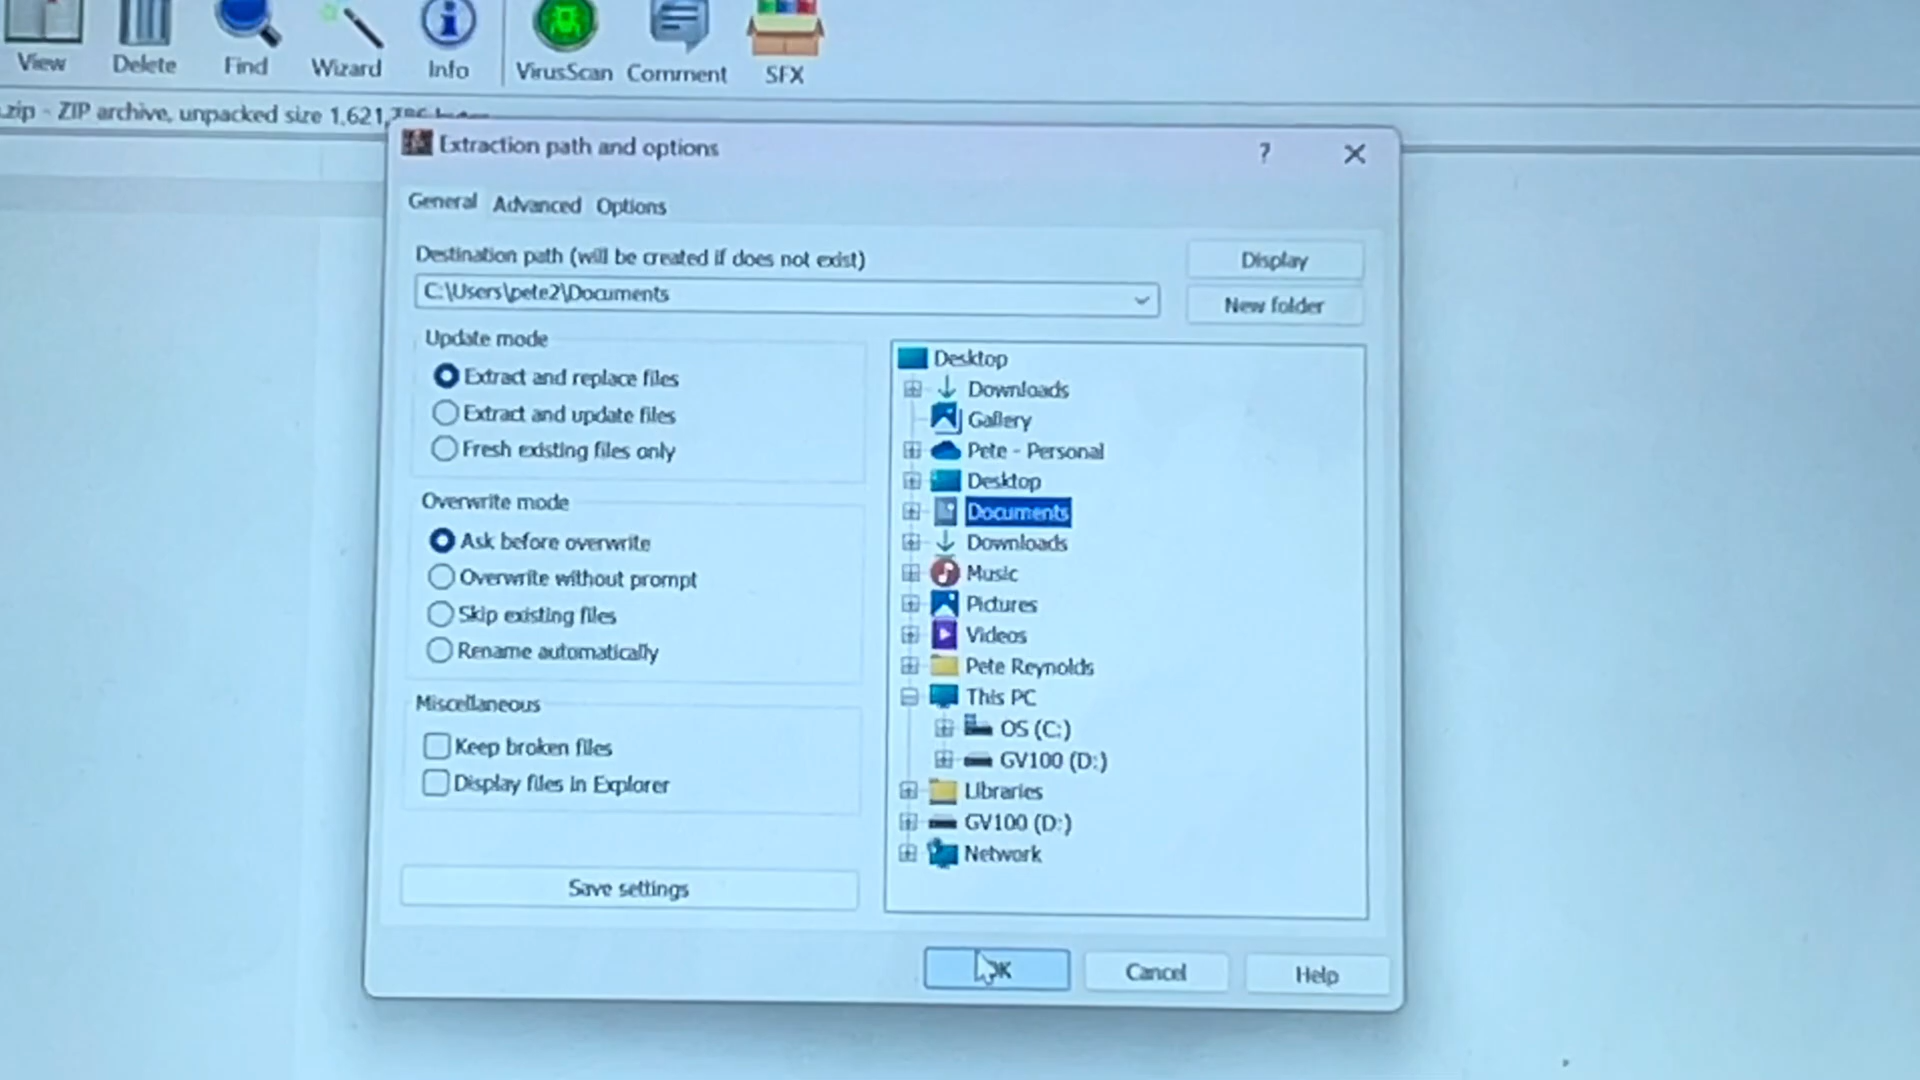 View Delete Find Wizard Info VirusScan Comment SFX
.zip - ZIP archive, unpacked size 1,621,786 bytes
Extraction path and options ?
General Advanced Options
Destination path (will be created if does not exist)
Display
C:\Users\pete2\Documents
New folder
Update mode
Extract and replace files
Extract and update files
Fresh existing files only
Overwrite mode
Ask before overwrite
Overwrite without prompt
Skip existing files
Rename automatically
Miscellaneous
Keep broken files
Display files in Explorer
Save settings
Desktop
Downloads
Gallery
Pete - Personal
Desktop
Documents
Downloads
Music
Pictures
Videos
Pete Reynolds
This PC
OS (C:)
GV100 (D:)
Libraries
GV100 (D:)
Network
OK Cancel Help